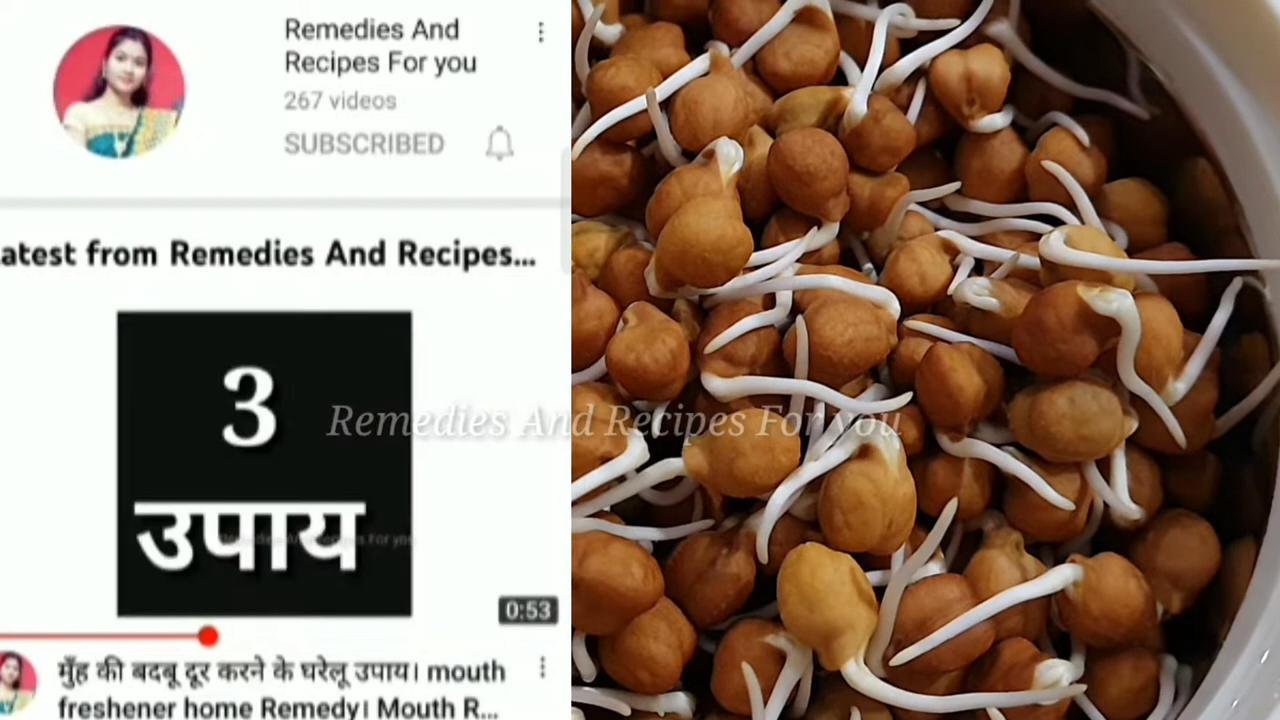 Remedies And
Recipes For you
267 videos
SUBSCRIBED
atest from Remedies And Recipes...
3
उपाय
0:53
Remedies And Recipes For you
मुँह की बदबू दूर करने के घरेलू उपाय। mouth
freshener home Remedy। Mouth R...